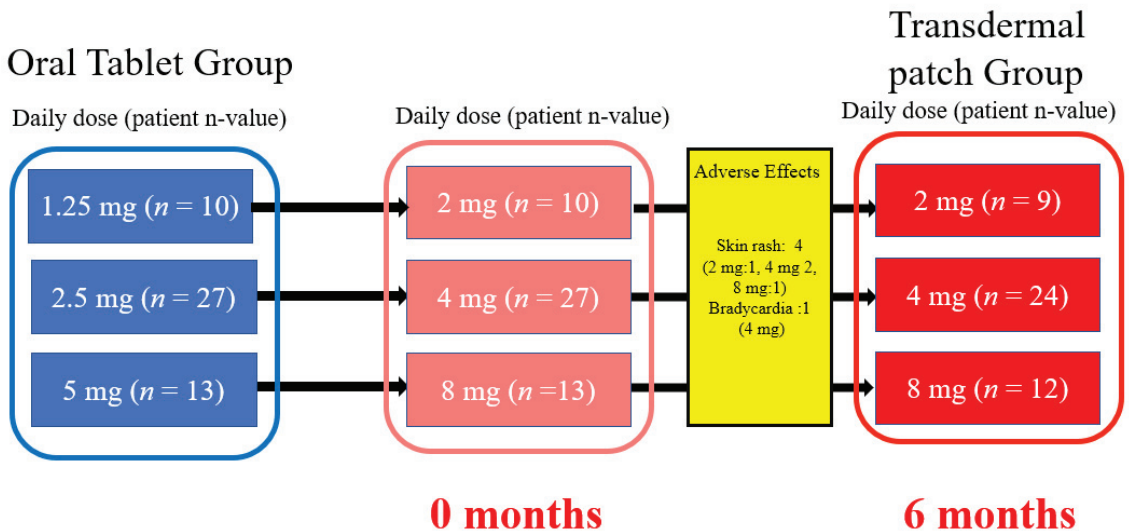 Oral Tablet Group
Daily dose (patient n-value)
1.25 mg (n = 10)
2.5 mg (n = 27)
5 mg (n = 13)
Daily dose (patient n-value)
2 mg (n = 10)
4 mg (n = 27)
8 mg (n =13)
0 months
Adverse Effects
Skin rash: 4
(2 mg:1, 4 mg 2,
8 mg:1)
Bradycardia :1
(4 mg)
Transdermal
patch Group
Daily dose (patient n-value)
2 mg (n = 9)
4 mg (n = 24)
8 mg (n = 12)
6 months